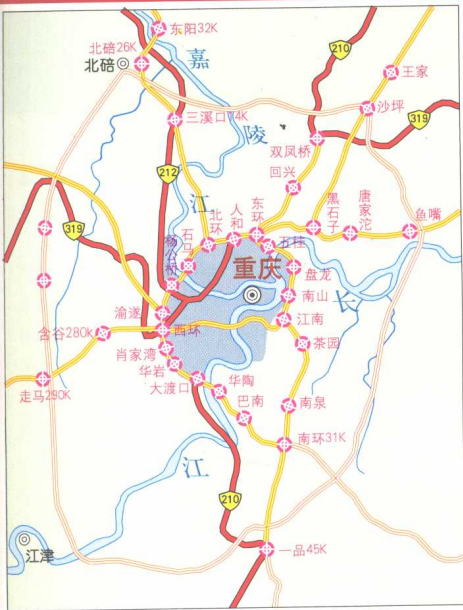 东阳32K
北碚26K
北碚
嘉
210
王家
三溪口14K
沙坪
319
陵
双凤桥
212
回兴
江
人和
东环
黑石子
唐家沱
鱼嘴
北环
石马
杨公桥
五桂
319
重庆
盘龙
长
南山
渝遂
江南
含谷280K
西环
肖家湾
茶园
华岩
走马290K
大渡口
华陶
巴南
南泉
南环31K
江
210
江津
一品45K